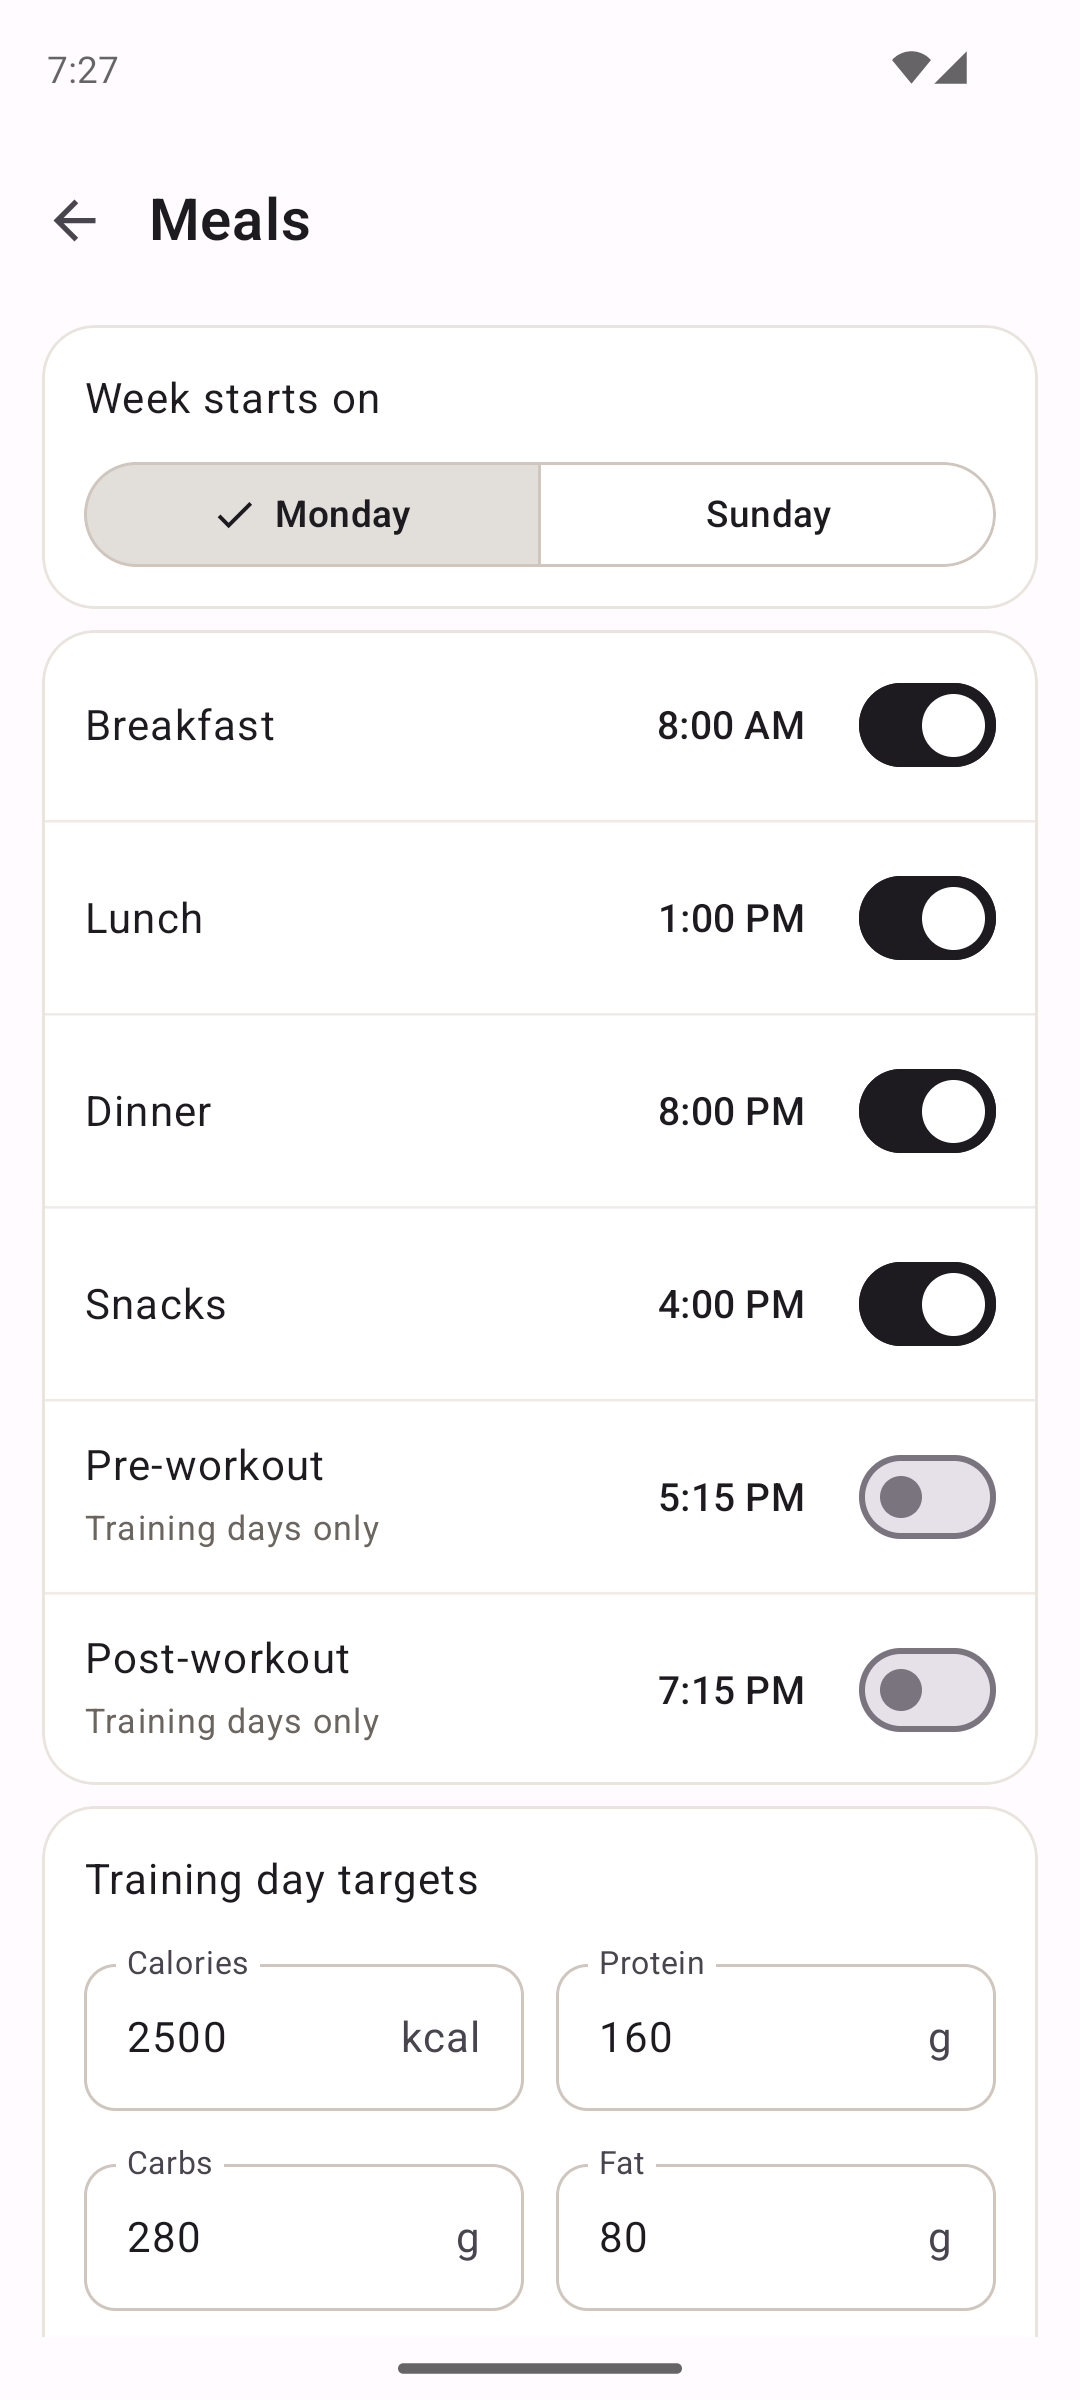 7:27
Meals
Week starts on
Monday
Sunday
Breakfast
8:00 AM
Lunch
1:00 PM
Dinner
8:00 PM
Snacks
4:00 PM
Pre-workout
Training days only
5:15 PM
Post-workout
Training days only
7:15 PM
Training day targets
Calories
2500 kcal
Protein
160 g
Carbs
280 g
Fat
80 g